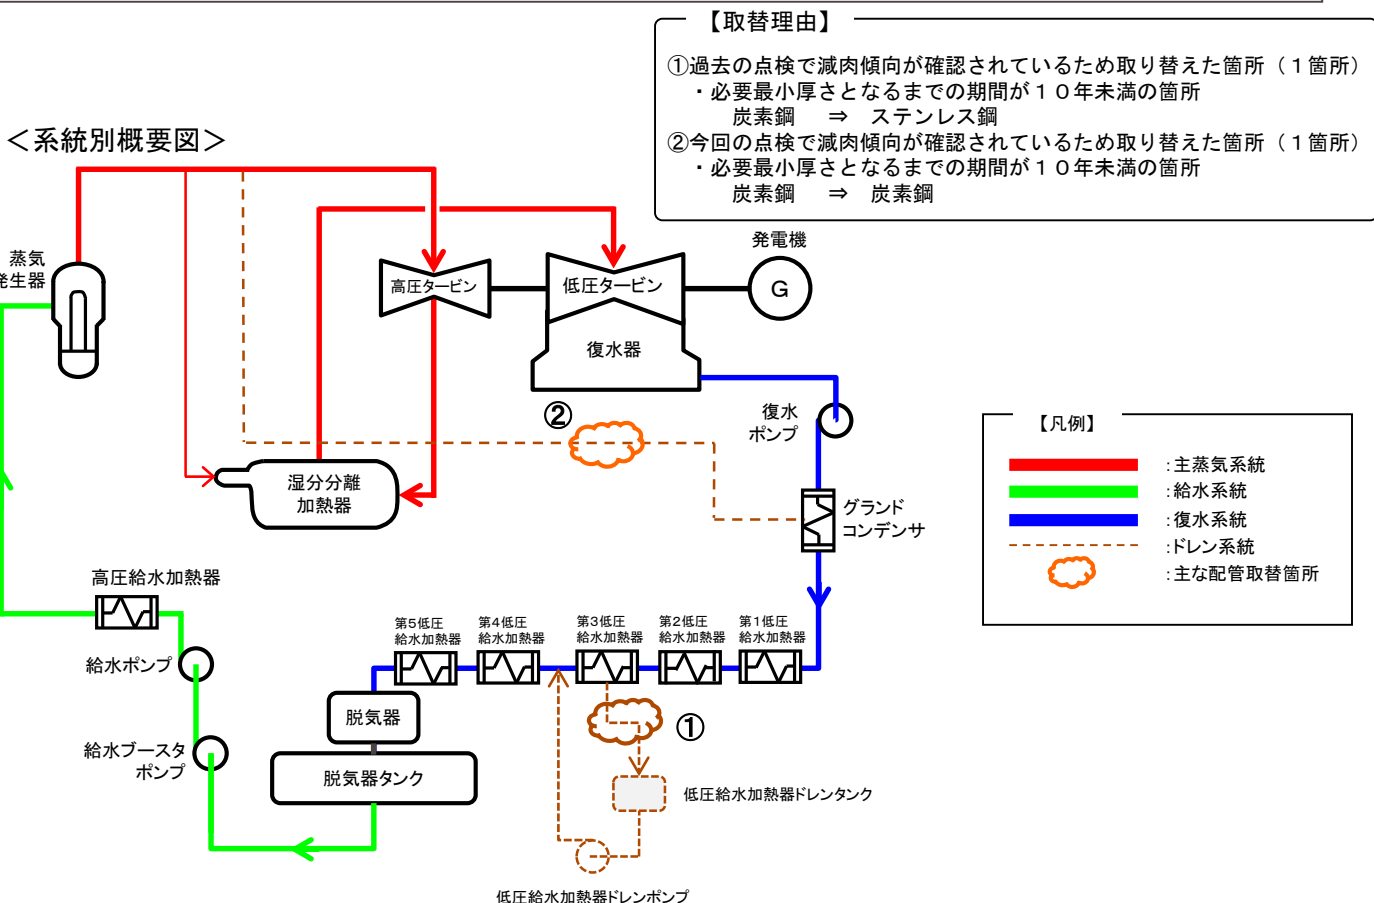 【取替理由】
①過去の点検で減肉傾向が確認されているため取り替えた箇所（１箇所）
・必要最小厚さとなるまでの期間が１０年未満の箇所
炭素鋼　⇒　ステンレス鋼
②今回の点検で減肉傾向が確認されているため取り替えた箇所（１箇所）
・必要最小厚さとなるまでの期間が１０年未満の箇所
炭素鋼　⇒　炭素鋼
＜系統別概要図＞
蒸気
発生器
高圧タービン
低圧タービン
発電機
G
復水器
②
復水
ポンプ
湿分分離
加熱器
グランド
コンデンサ
【凡例】
：主蒸気系統
：給水系統
：復水系統
：ドレン系統
：主な配管取替箇所
高圧給水加熱器
給水ポンプ
給水ブースタ
ポンプ
第5低圧
給水加熱器
第4低圧
給水加熱器
第3低圧
給水加熱器
第2低圧
給水加熱器
第1低圧
給水加熱器
脱気器
脱気器タンク
①
低圧給水加熱器ドレンタンク
低圧給水加熱器ドレンポンプ